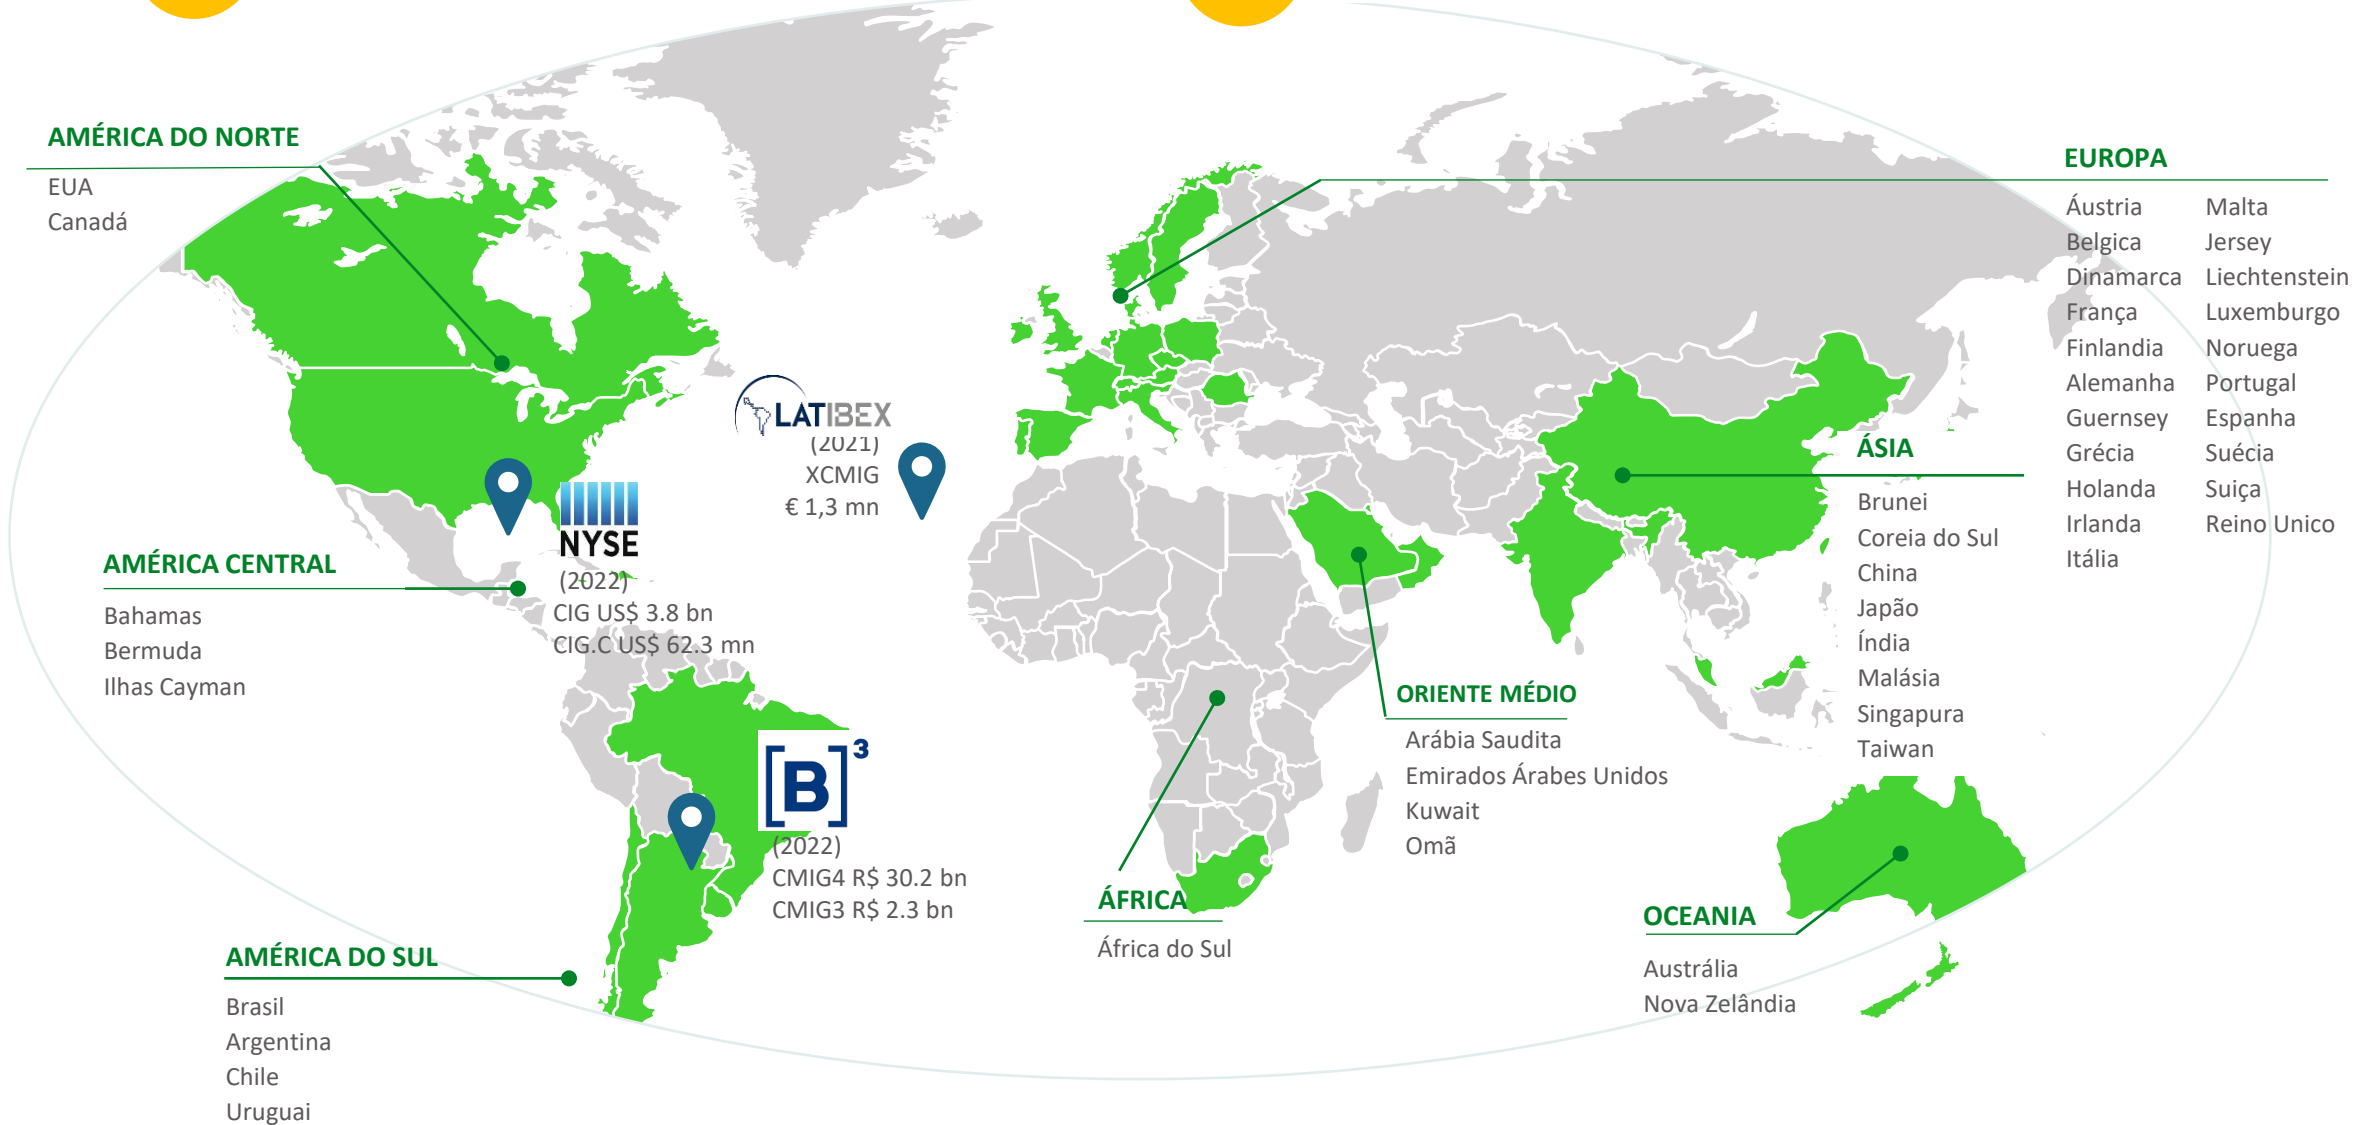 AMÉRICA DO NORTE
EUA
Canadá
EUROPA
Áustria
Belgica
Dinamarca
França
Finlandia
Alemanha
Guernsey
Grécia
Holanda
Irlanda
Itália
Malta
Jersey
Liechtenstein
Luxemburgo
Noruega
Portugal
Espanha
Suécia
Suiça
Reino Unico
LATIBEX
(2021)
XCMIG
€ 1,3 mn
NYSE
(2022)
CIG US$ 3.8 bn
CIG.C US$ 62.3 mn
AMÉRICA CENTRAL
Bahamas
Bermuda
Ilhas Cayman
ÁSIA
Brunei
Coreia do Sul
China
Japão
Índia
Malásia
Singapura
Taiwan
ORIENTE MÉDIO
Arábia Saudita
Emirados Árabes Unidos
Kuwait
Omã
[B]³
(2022)
CMIG4 R$ 30.2 bn
CMIG3 R$ 2.3 bn
ÁFRICA
África do Sul
OCEANIA
Austrália
Nova Zelândia
AMÉRICA DO SUL
Brasil
Argentina
Chile
Uruguai